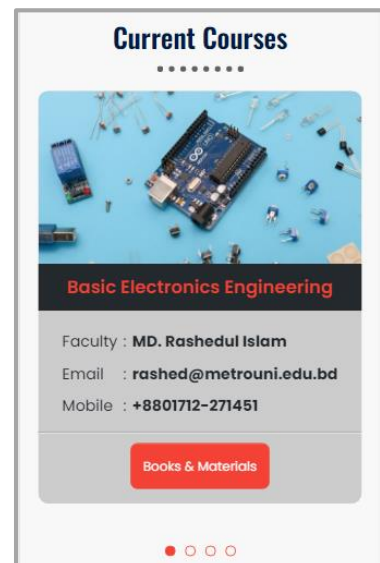 Current Courses
Basic Electronics Engineering
Faculty : MD. Rashedul Islam
Email : rashed@metrouni.edu.bd
Mobile : +8801712-271451
Books & Materials